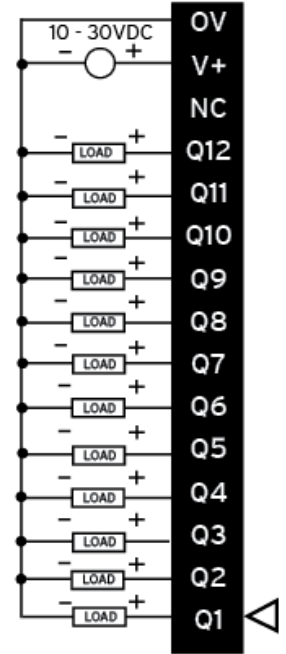 0V
10 - 30VDC
- + V+
NC
- LOAD + Q12
- LOAD + Q11
- LOAD + Q10
- LOAD + Q9
- LOAD + Q8
- LOAD + Q7
- LOAD + Q6
- LOAD + Q5
- LOAD + Q4
- LOAD + Q3
- LOAD + Q2
- LOAD + Q1